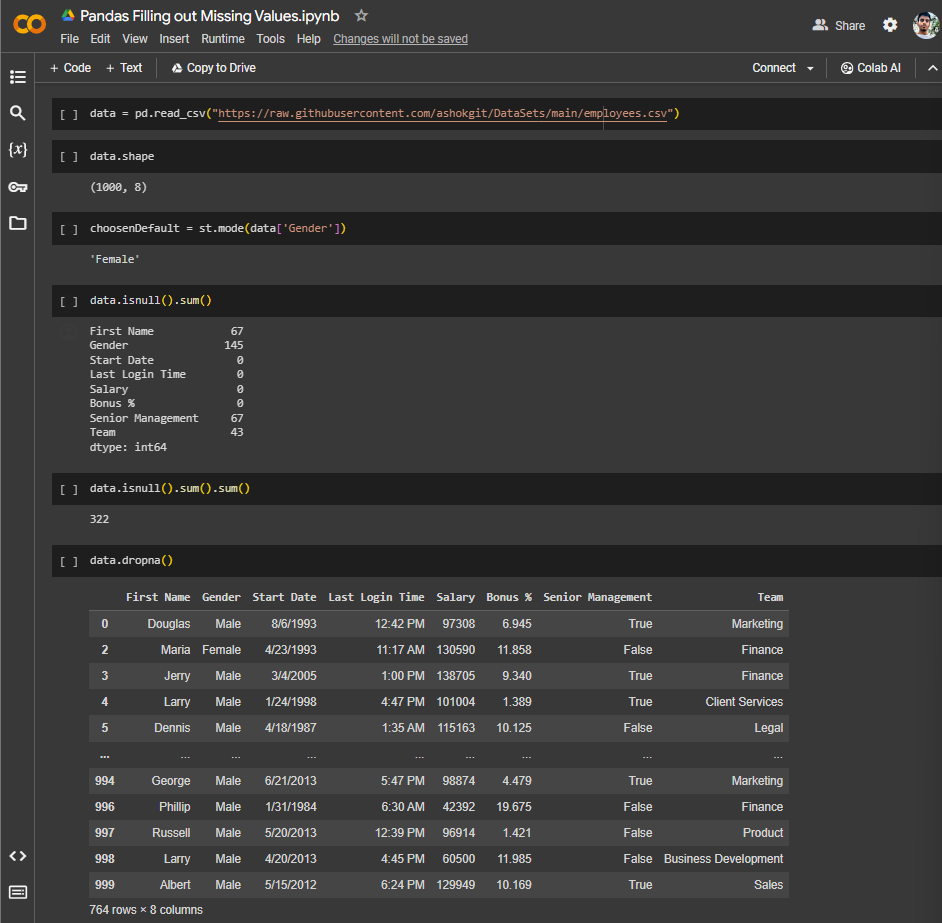 Pandas Filling out Missing Values.ipynb
File Edit View Insert Runtime Tools Help Changes will not be saved
Share
+ Code + Text Copy to Drive Connect Colab AI
{x}
[ ] data = pd.read_csv("https://raw.githubusercontent.com/ashokgit/DataSets/main/employees.csv")
[ ] data.shape
(1000, 8)
[ ] choosenDefault = st.mode(data['Gender'])
'Female'
[ ] data.isnull().sum()
First Name 67
Gender 145
Start Date 0
Last Login Time 0
Salary 0
Bonus % 0
Senior Management 67
Team 43
dtype: int64
[ ] data.isnull().sum().sum()
322
[ ] data.dropna()
First Name Gender Start Date Last Login Time Salary Bonus % Senior Management Team
0 Douglas Male 8/6/1993 12:42 PM 97308 6.945 True Marketing
2 Maria Female 4/23/1993 11:17 AM 130590 11.858 False Finance
3 Jerry Male 3/4/2005 1:00 PM 138705 9.340 True Finance
4 Larry Male 1/24/1998 4:47 PM 101004 1.389 True Client Services
5 Dennis Male 4/18/1987 1:35 AM 115163 10.125 False Legal
... ... ... ... ... ... ... ... ...
994 George Male 6/21/2013 5:47 PM 98874 4.479 True Marketing
996 Phillip Male 1/31/1984 6:30 AM 42392 19.675 False Finance
997 Russell Male 5/20/2013 12:39 PM 96914 1.421 False Product
998 Larry Male 4/20/2013 4:45 PM 60500 11.985 False Business Development
999 Albert Male 5/15/2012 6:24 PM 129949 10.169 True Sales
764 rows × 8 columns